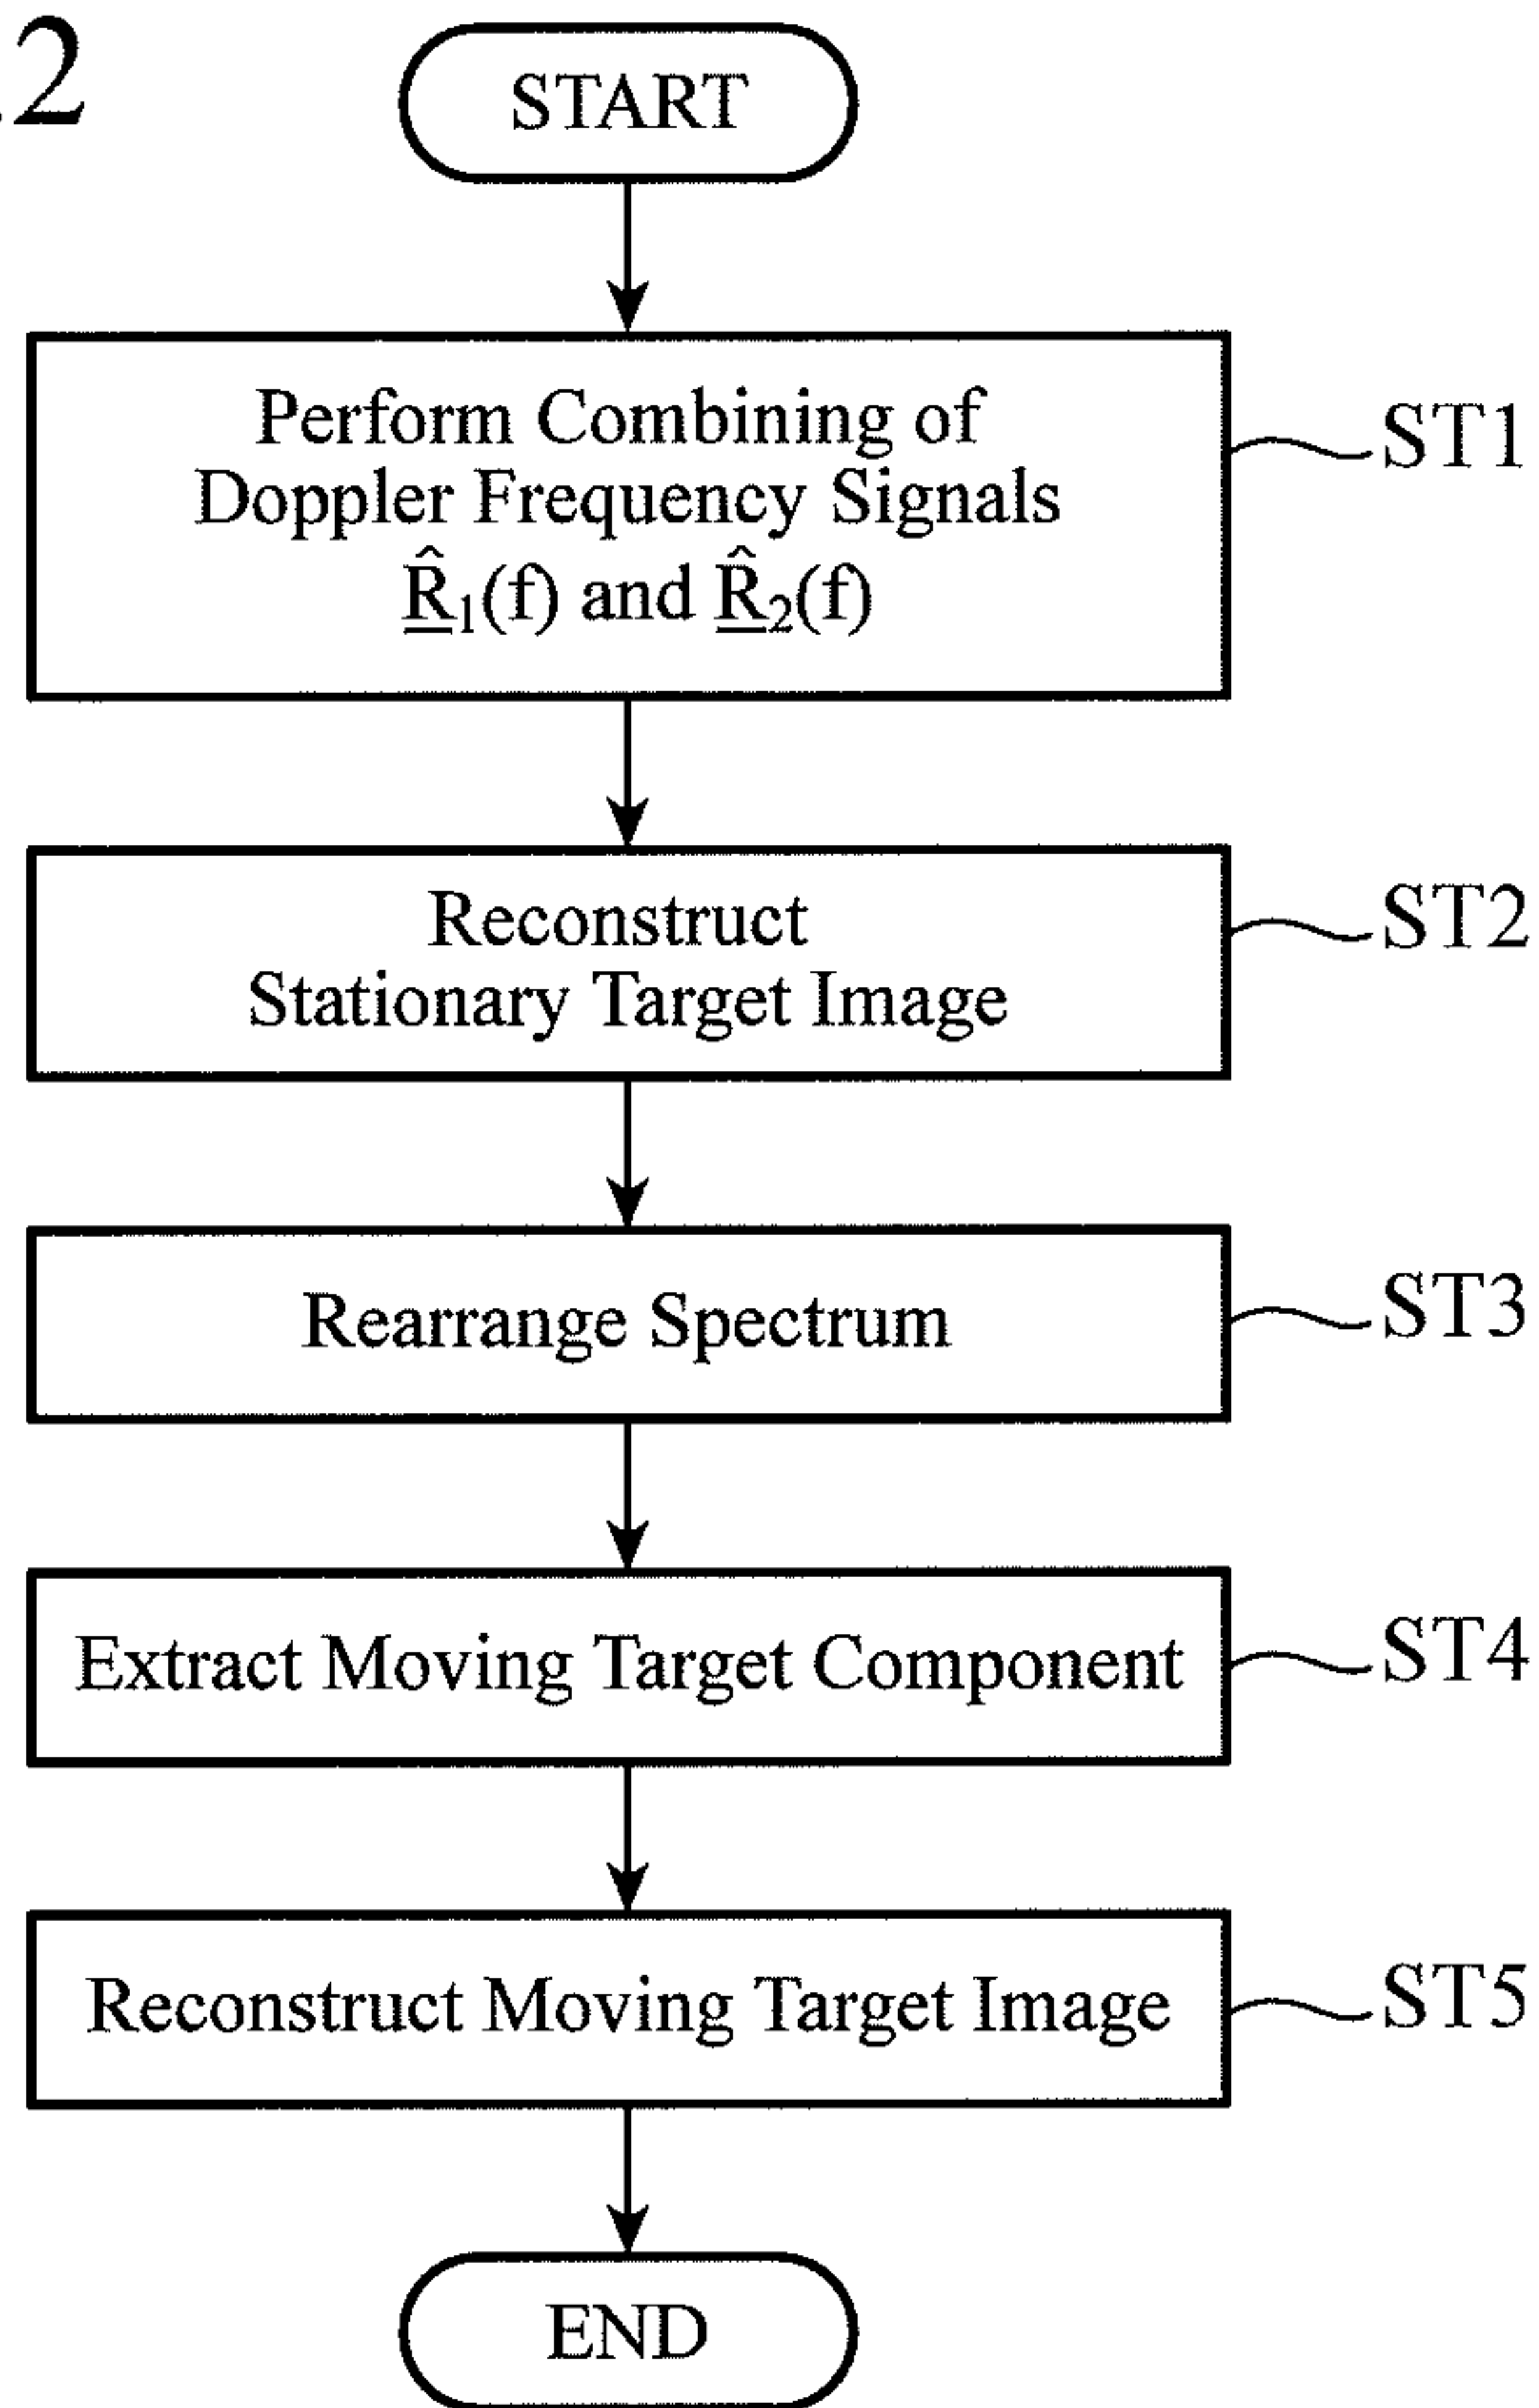 .2
START
Perform Combining of
Doppler Frequency Signals
R̲̂₁(f) and R̲̂₂(f)
ST1
Reconstruct
Stationary Target Image
ST2
Rearrange Spectrum
ST3
Extract Moving Target Component
ST4
Reconstruct Moving Target Image
ST5
END